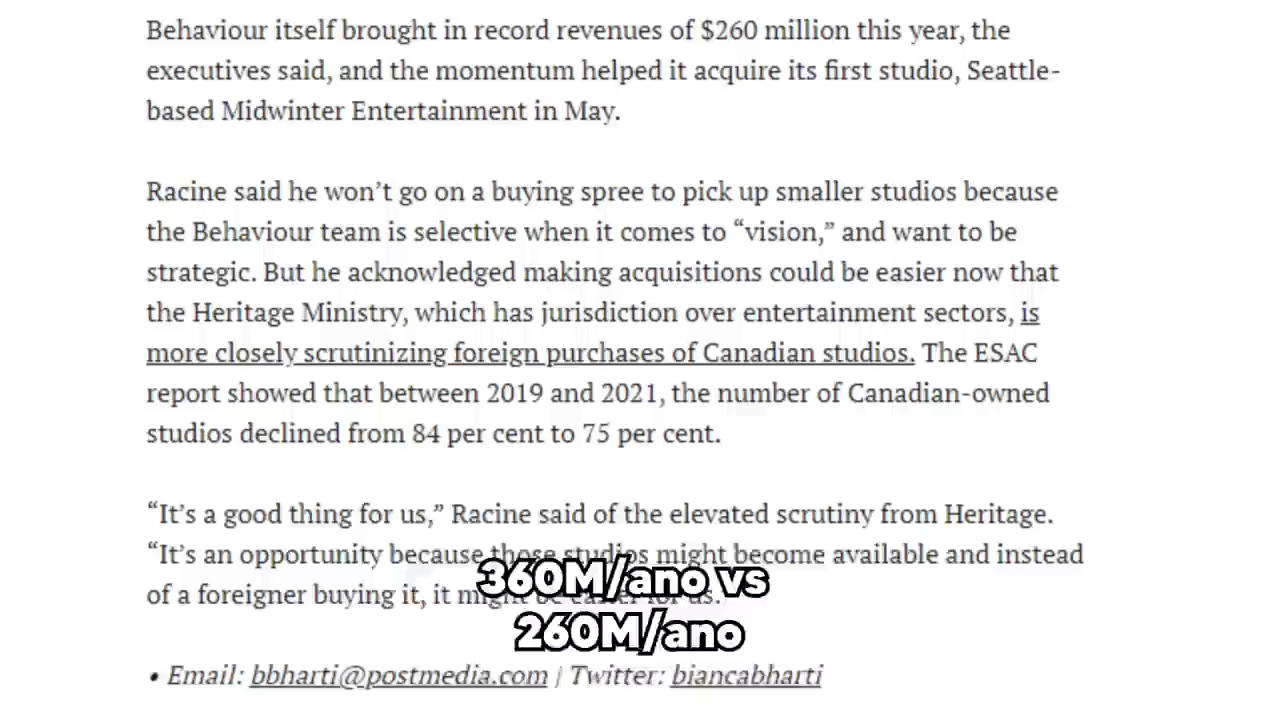 Behaviour itself brought in record revenues of $260 million this year, the
executives said, and the momentum helped it acquire its first studio, Seattle-
based Midwinter Entertainment in May.
Racine said he won’t go on a buying spree to pick up smaller studios because
the Behaviour team is selective when it comes to “vision,” and want to be
strategic. But he acknowledged making acquisitions could be easier now that
the Heritage Ministry, which has jurisdiction over entertainment sectors, is
more closely scrutinizing foreign purchases of Canadian studios. The ESAC
report showed that between 2019 and 2021, the number of Canadian-owned
studios declined from 84 per cent to 75 per cent.
“It’s a good thing for us,” Racine said of the elevated scrutiny from Heritage.
“It’s an opportunity because those studios might become available and instead
of a foreigner buying it, it might be easier for us.
360M/ano vs
260M/ano
• Email: bbharti@postmedia.com | Twitter: biancabharti